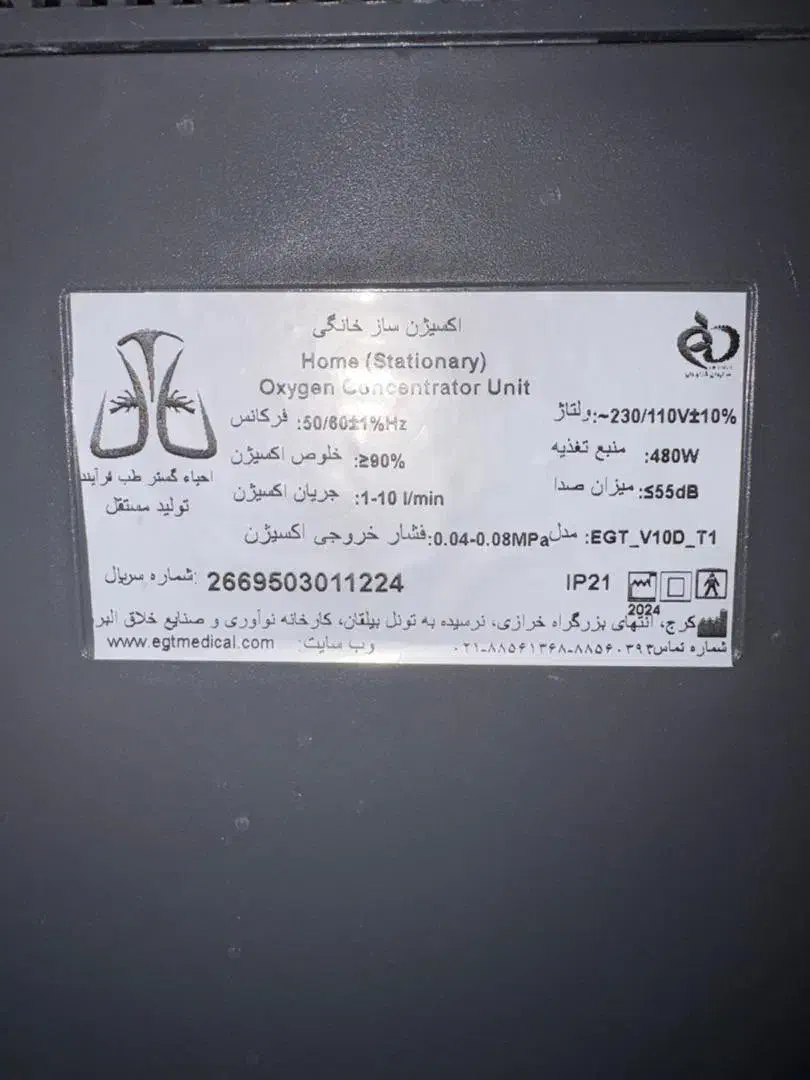 اکسیژن ساز خانگی
Home (Stationary)
Oxygen Concentrator Unit
ولتاژ:~230/110V±10%
فرکانس :50/60±1%Hz
منبع تغذیه :480W
خلوص اکسیژن :≥90%
میزان صدا :≤55dB
جریان اکسیژن :1-10 l/min
احیاء گستر طب فرآیند
تولید مستقل
مدل :EGT_V10D_T1
فشار خروجی اکسیژن :0.04-0.08MPa
شماره سریال: 2669503011224
IP21
2024
کرج، انتهای بزرگراه خرازی، نرسیده به تونل بیلقان، کارخانه نوآوری و صنایع خلاق البر
شماره تماس ۰۲۱-۸۸۵۶۱۳۶۸-۸۸۵۶۰۳۹۳
وب سایت: www.egtmedical.com